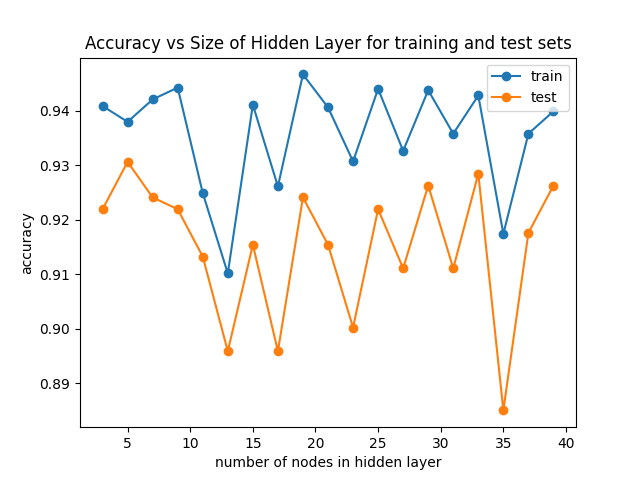 Accuracy vs Size of Hidden Layer for training and test sets
train
test
0.94
0.93
0.92
0.91
0.90
0.89
accuracy
5
10
15
20
25
30
35
40
number of nodes in hidden layer